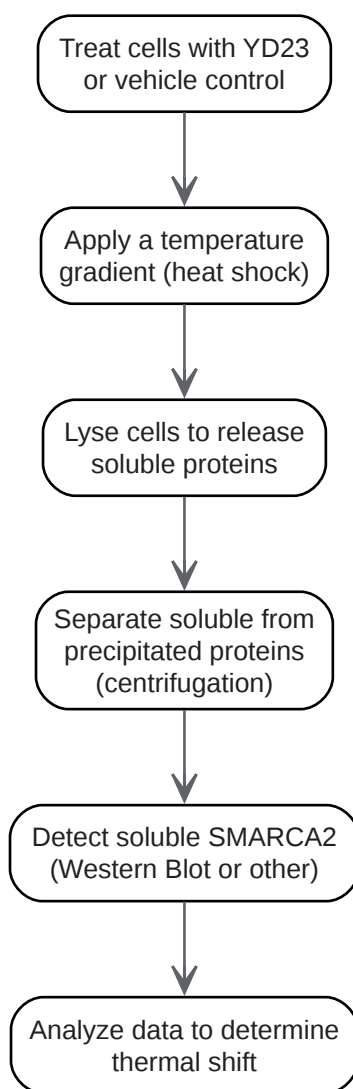 Treat cells with YD23
or vehicle control
Apply a temperature
gradient (heat shock)
Lyse cells to release
soluble proteins
Separate soluble from
precipitated proteins
(centrifugation)
Detect soluble SMARCA2
(Western Blot or other)
Analyze data to determine
thermal shift